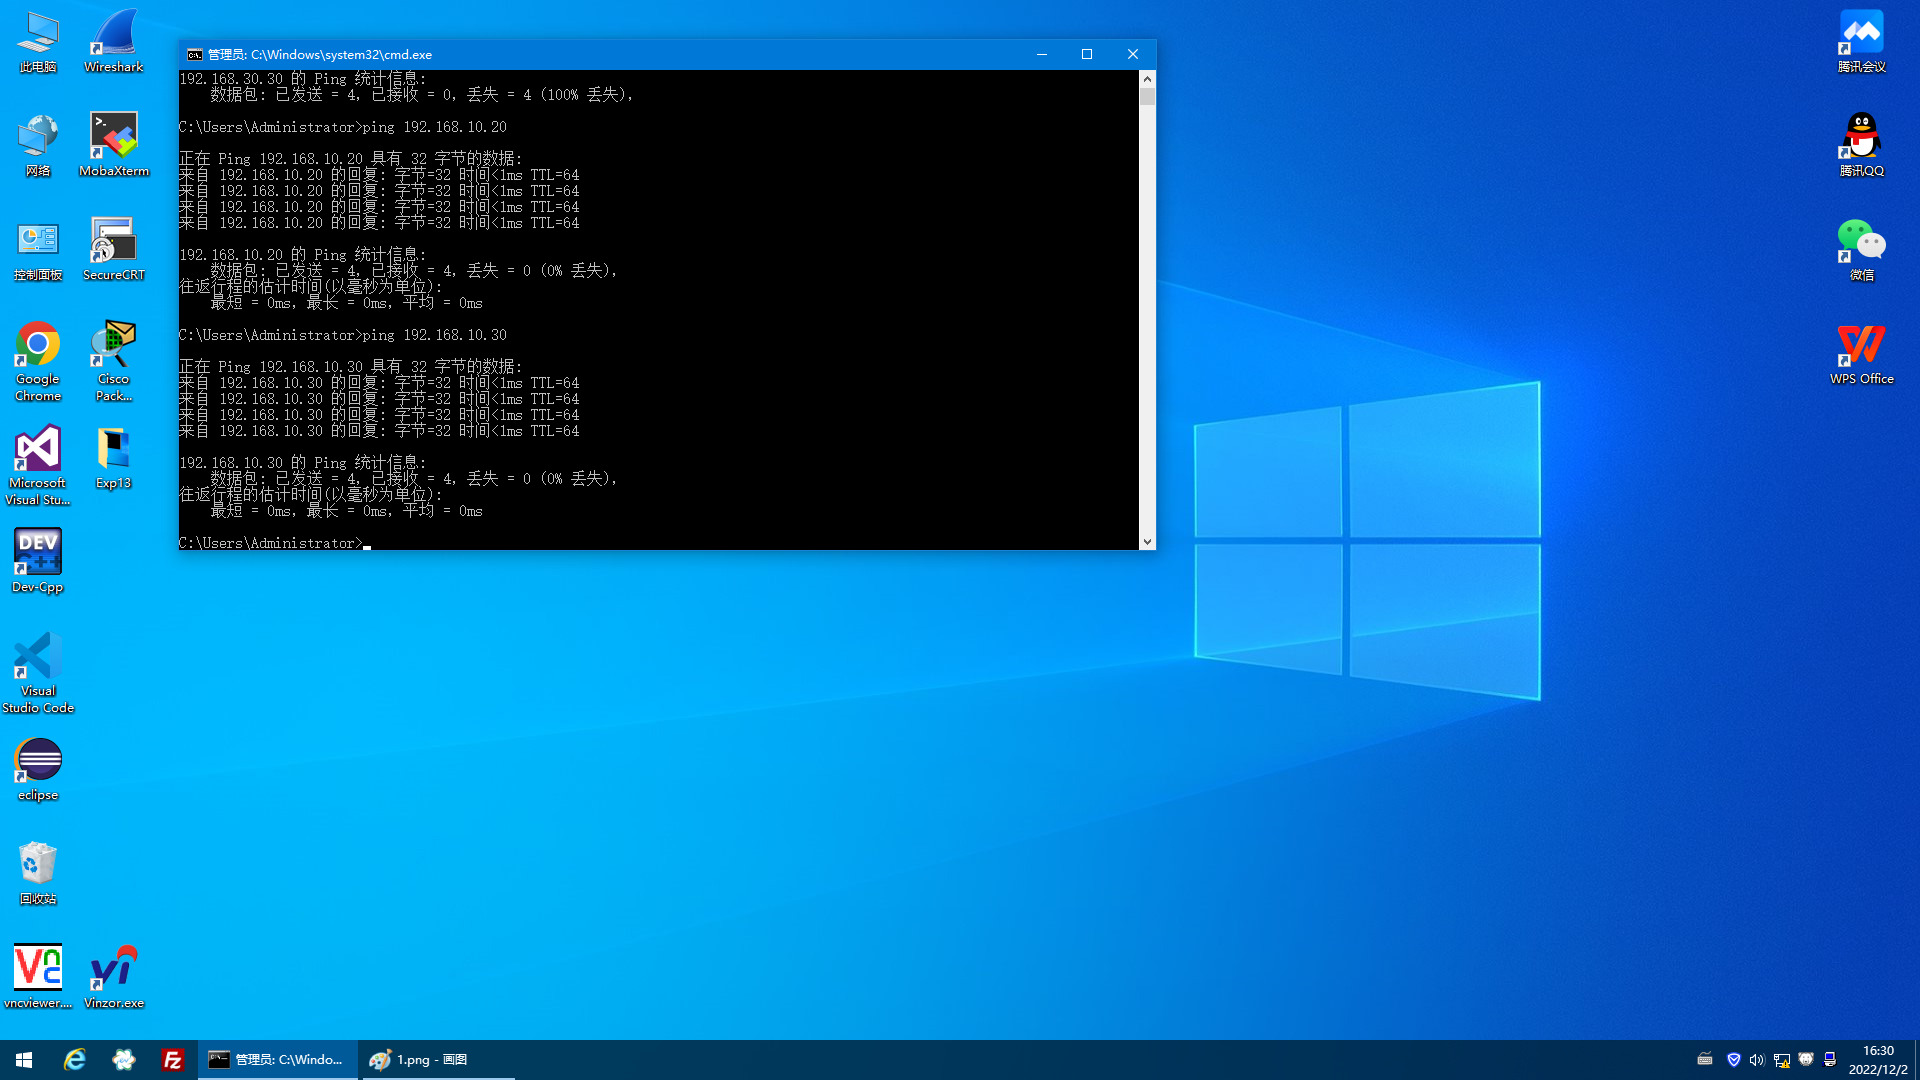 此电脑
Wireshark
网络
MobaXterm
控制面板
SecureCRT
Google
Chrome
Cisco
Pack...
Microsoft
Visual Stu...
Exp13
DEV
C++
Dev-Cpp
Visual
Studio Code
eclipse
回收站
vncviewer....
Vinzor.exe
管理员: C:\Windows\system32\cmd.exe
192.168.30.30 的 Ping 统计信息:
数据包: 已发送 = 4，已接收 = 0，丢失 = 4 (100% 丢失)，
C:\Users\Administrator>ping 192.168.10.20
正在 Ping 192.168.10.20 具有 32 字节的数据:
来自 192.168.10.20 的回复: 字节=32 时间<1ms TTL=64
来自 192.168.10.20 的回复: 字节=32 时间<1ms TTL=64
来自 192.168.10.20 的回复: 字节=32 时间<1ms TTL=64
来自 192.168.10.20 的回复: 字节=32 时间<1ms TTL=64
192.168.10.20 的 Ping 统计信息:
数据包: 已发送 = 4，已接收 = 4，丢失 = 0 (0% 丢失)，
往返行程的估计时间(以毫秒为单位):
最短 = 0ms，最长 = 0ms，平均 = 0ms
C:\Users\Administrator>ping 192.168.10.30
正在 Ping 192.168.10.30 具有 32 字节的数据:
来自 192.168.10.30 的回复: 字节=32 时间<1ms TTL=64
来自 192.168.10.30 的回复: 字节=32 时间<1ms TTL=64
来自 192.168.10.30 的回复: 字节=32 时间<1ms TTL=64
来自 192.168.10.30 的回复: 字节=32 时间<1ms TTL=64
192.168.10.30 的 Ping 统计信息:
数据包: 已发送 = 4，已接收 = 4，丢失 = 0 (0% 丢失)，
往返行程的估计时间(以毫秒为单位):
最短 = 0ms，最长 = 0ms，平均 = 0ms
C:\Users\Administrator>
腾讯会议
腾讯QQ
微信
WPS Office
管理员: C:\Windo...
1.png - 画图
16:30
2022/12/2